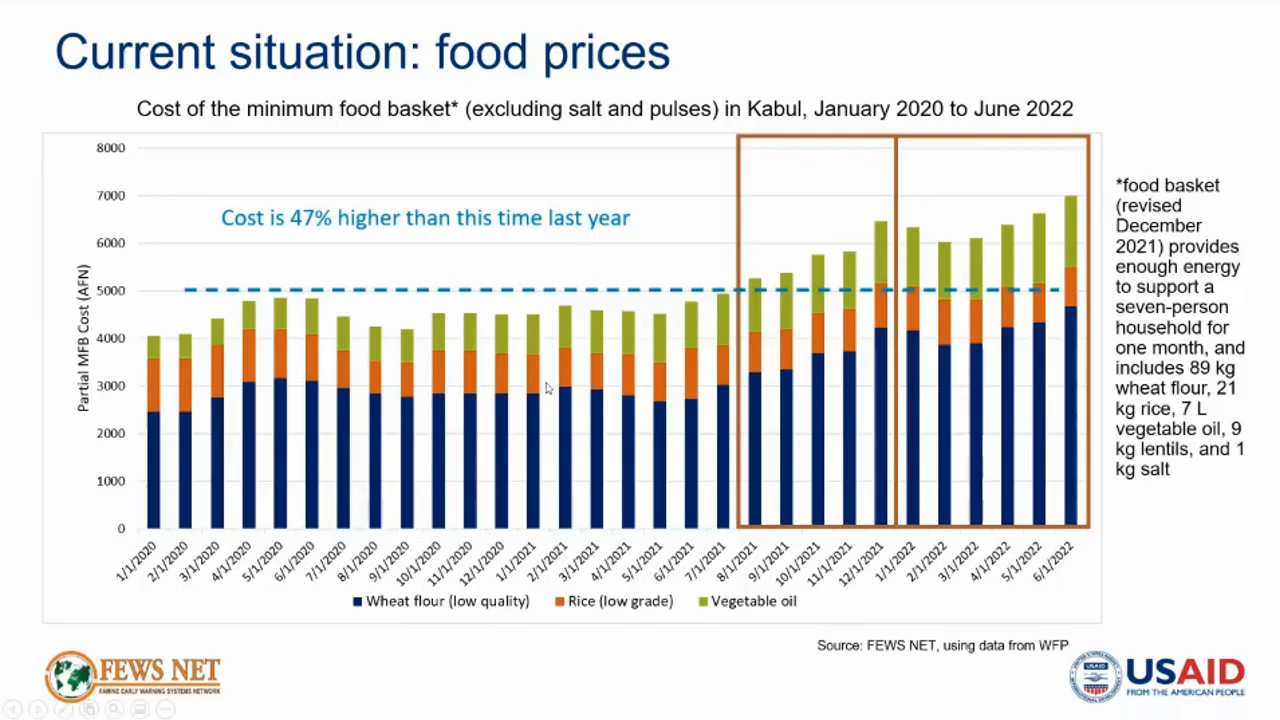 Current situation: food prices
Cost of the minimum food basket* (excluding salt and pulses) in Kabul, January 2020 to June 2022
8000
7000
6000
5000
4000
3000
2000
1000
0
Partial MFB Cost (AFN)
Cost is 47% higher than this time last year
1/1/2020
2/1/2020
3/1/2020
4/1/2020
5/1/2020
6/1/2020
7/1/2020
8/1/2020
9/1/2020
10/1/2020
11/1/2020
12/1/2020
1/1/2021
2/1/2021
3/1/2021
4/1/2021
5/1/2021
6/1/2021
7/1/2021
8/1/2021
9/1/2021
10/1/2021
11/1/2021
12/1/2021
1/1/2022
2/1/2022
3/1/2022
4/1/2022
5/1/2022
6/1/2022
Wheat flour (low quality)
Rice (low grade)
Vegetable oil
*food basket
(revised
December
2021) provides
enough energy
to support a
seven-person
household for
one month, and
includes 89 kg
wheat flour, 21
kg rice, 7 L
vegetable oil, 9
kg lentils, and 1
kg salt
Source: FEWS NET, using data from WFP
FEWS NET
FAMINE EARLY WARNING SYSTEMS NETWORK
USAID
FROM THE AMERICAN PEOPLE